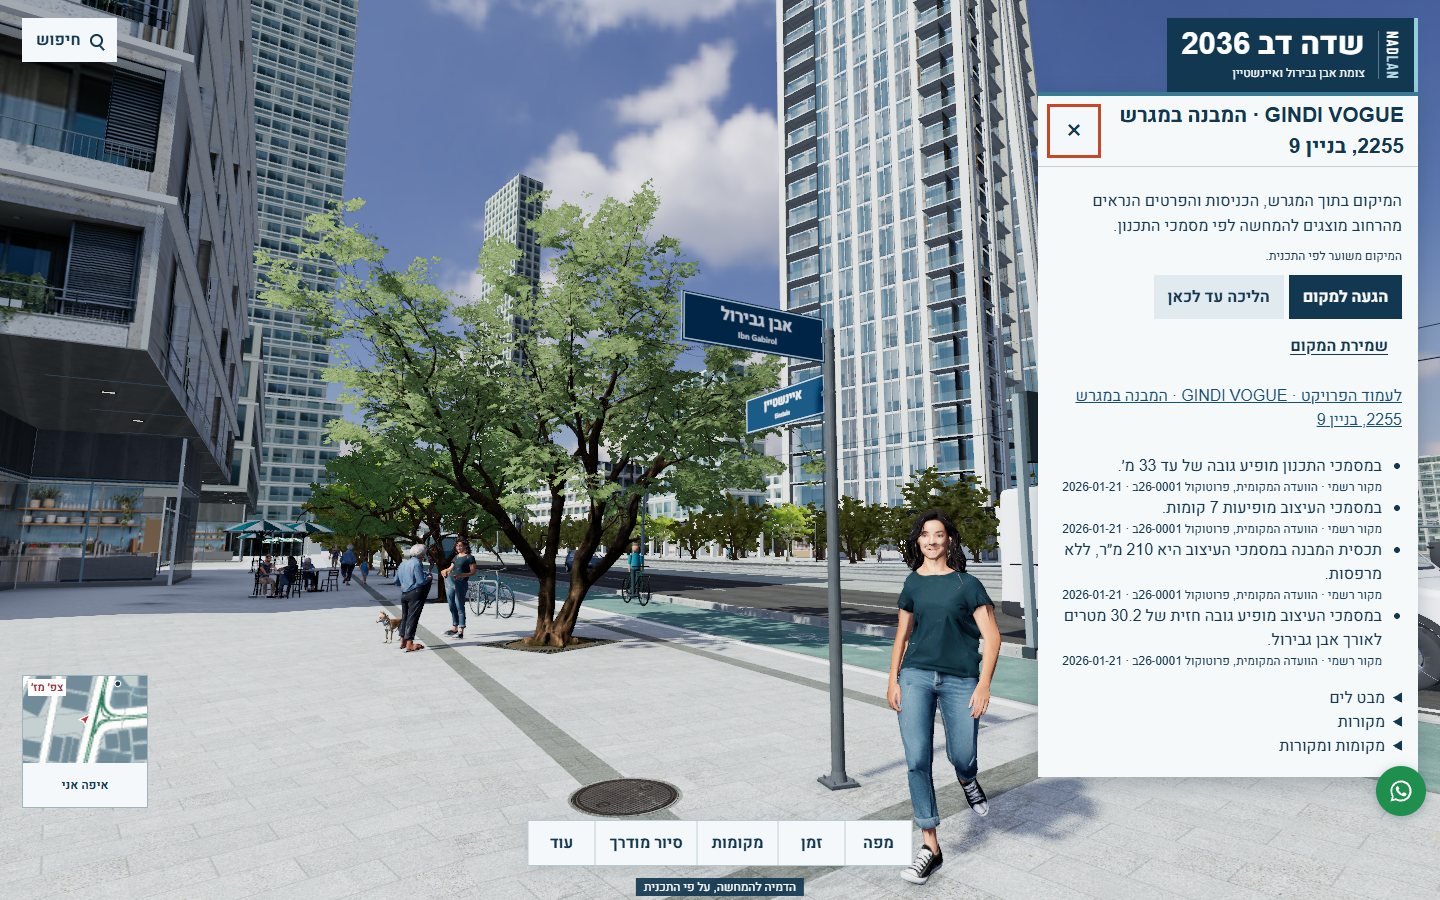 חיפוש
NADLAN
שדה דב 2036
צומת אבן גבירול ואיינשטיין
GINDI VOGUE · המבנה במגרש
2255, בניין 9
×
המיקום בתוך המגרש, הכניסות והפרטים הנראים
מהרחוב מוצגים להמחשה לפי מסמכי התכנון.
המיקום משוער לפי התכנית.
הגעה למקום
הליכה עד לכאן
שמירת המקום
לעמוד הפרויקט · GINDI VOGUE · המבנה במגרש
2255, בניין 9
במסמכי התכנון מופיע גובה של עד 33 מ׳.
מקור רשמי · הוועדה המקומית, פרוטוקול 26-0001ב · 2026-01-21
במסמכי העיצוב מופיעות 7 קומות.
מקור רשמי · הוועדה המקומית, פרוטוקול 26-0001ב · 2026-01-21
תכסית המבנה במסמכי העיצוב היא 210 מ״ר, ללא
מרפסות.
מקור רשמי · הוועדה המקומית, פרוטוקול 26-0001ב · 2026-01-21
במסמכי העיצוב מופיע גובה חזית של 30.2 מטרים
לאורך אבן גבירול.
מקור רשמי · הוועדה המקומית, פרוטוקול 26-0001ב · 2026-01-21
מבט לים
מקורות
מקומות ומקורות
אבן גבירול
Ibn Gabirol
איינשטיין
צפ׳ מז׳
איפה אני
מפה
זמן
מקומות
סיור מודרך
עוד
הדמיה להמחשה, על פי התכנית